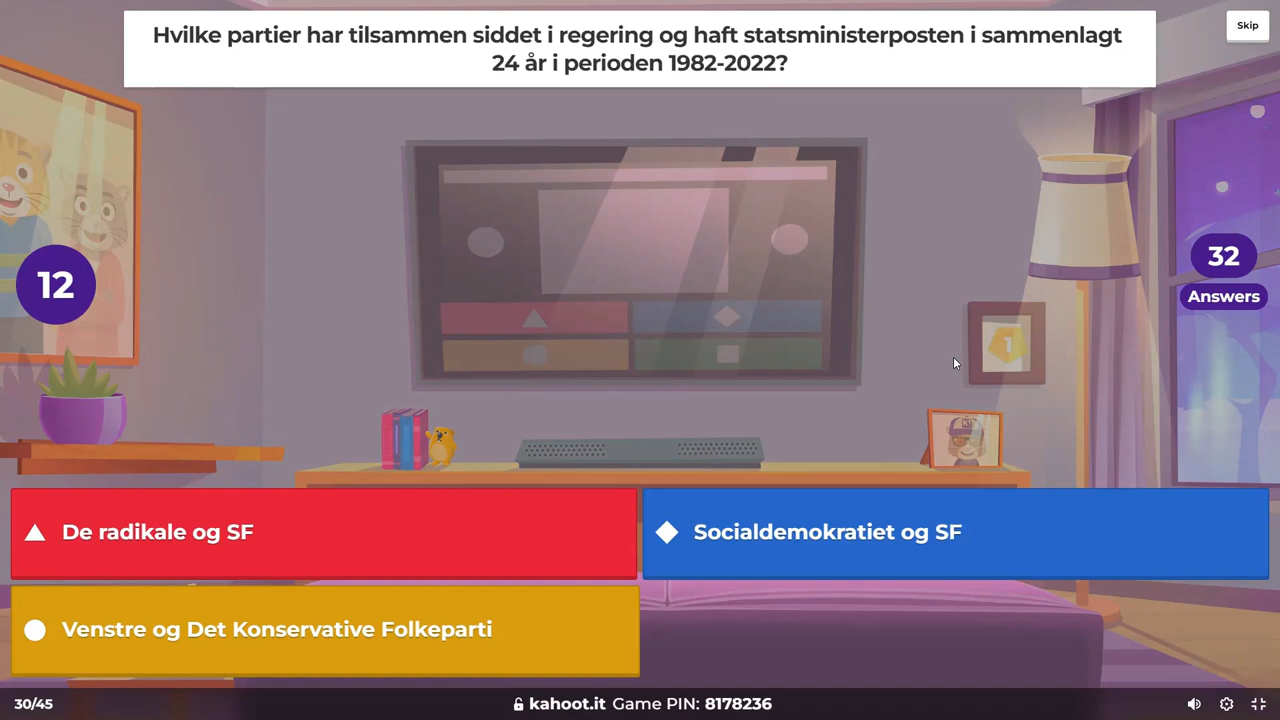 Hvilke partier har tilsammen siddet i regering og haft statsministerposten i sammenlagt
24 år i perioden 1982-2022?
Skip
12
32
Answers
1
De radikale og SF
Socialdemokratiet og SF
Venstre og Det Konservative Folkeparti
30/45
kahoot.it Game PIN: 8178236